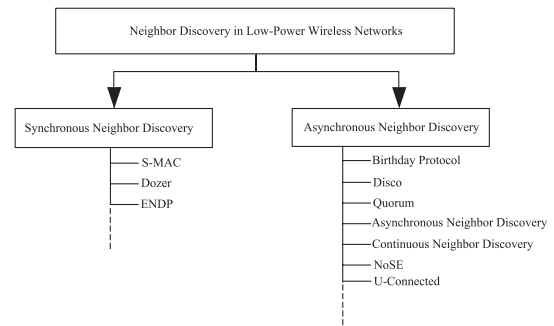 Neighbor Discovery in Low-Power Wireless Networks
Synchronous Neighbor Discovery
S-MAC
Dozer
ENDP
Asynchronous Neighbor Discovery
Birthday Protocol
Disco
Quorum
Asynchronous Neighbor Discovery
Continuous Neighbor Discovery
NoSE
U-Connected